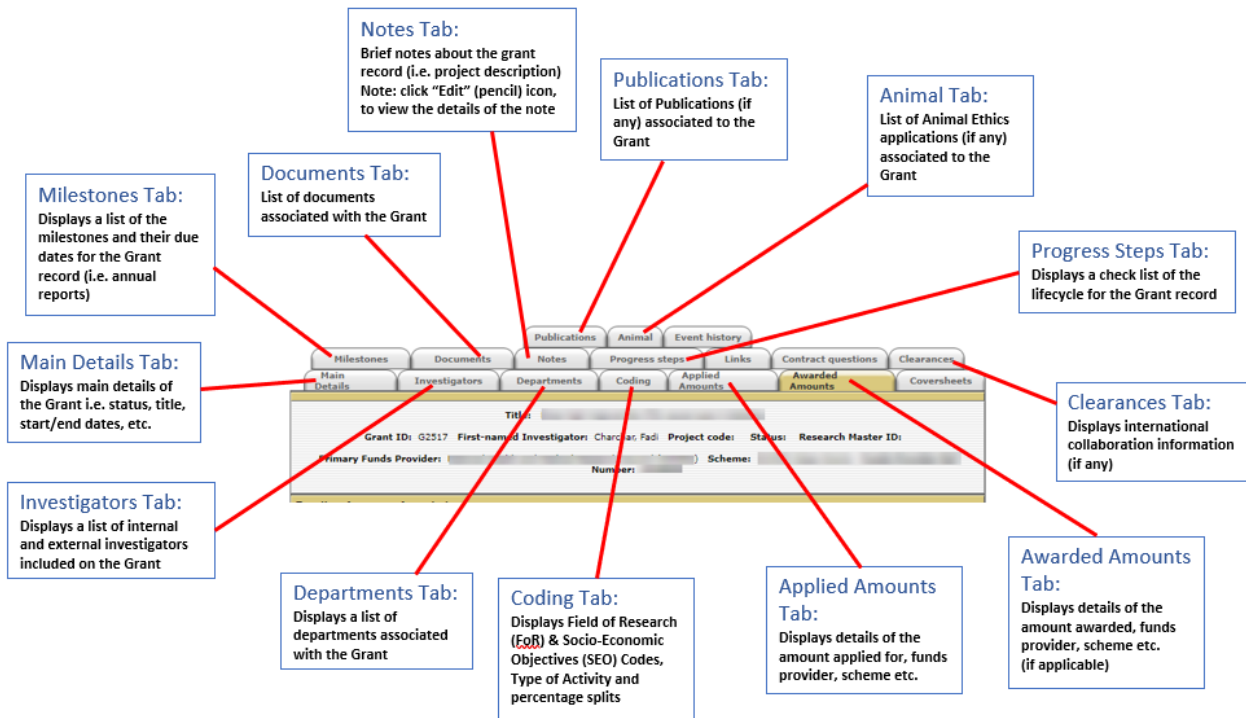 Notes Tab:
Brief notes about the grant
record (i.e. project description)
Note: click “Edit” (pencil) icon,
to view the details of the note
Publications Tab:
List of Publications (if
any) associated to the
Grant
Animal Tab:
List of Animal Ethics
applications (if any)
associated to the
Grant
Documents Tab:
List of documents
associated with the Grant
Milestones Tab:
Displays a list of the
milestones and their due
dates for the Grant
record (i.e. annual
reports)
Progress Steps Tab:
Displays a check list of the
lifecycle for the Grant record
Main Details Tab:
Displays main details of
the Grant i.e. status, title,
start/end dates, etc.
Publications
Animal
Event history
Milestones
Documents
Notes
Progress steps
Links
Contract questions
Clearances
Main
Details
Investigators
Departments
Coding
Applied
Amounts
Awarded
Amounts
Coversheets
Title:
Grant ID: G2517 First-named Investigator: Charchar, Fadi Project code: Status: Research Master ID:
Primary Funds Provider: ) Scheme:
Number:
Clearances Tab:
Displays international
collaboration information
(if any)
Investigators Tab:
Displays a list of internal
and external investigators
included on the Grant
Departments Tab:
Displays a list of
departments associated
with the Grant
Coding Tab:
Displays Field of Research
(FoR) & Socio-Economic
Objectives (SEO) Codes,
Type of Activity and
percentage splits
Applied Amounts
Tab:
Displays details of the
amount applied for, funds
provider, scheme etc.
Awarded Amounts
Tab:
Displays details of the
amount awarded, funds
provider, scheme etc.
(if applicable)